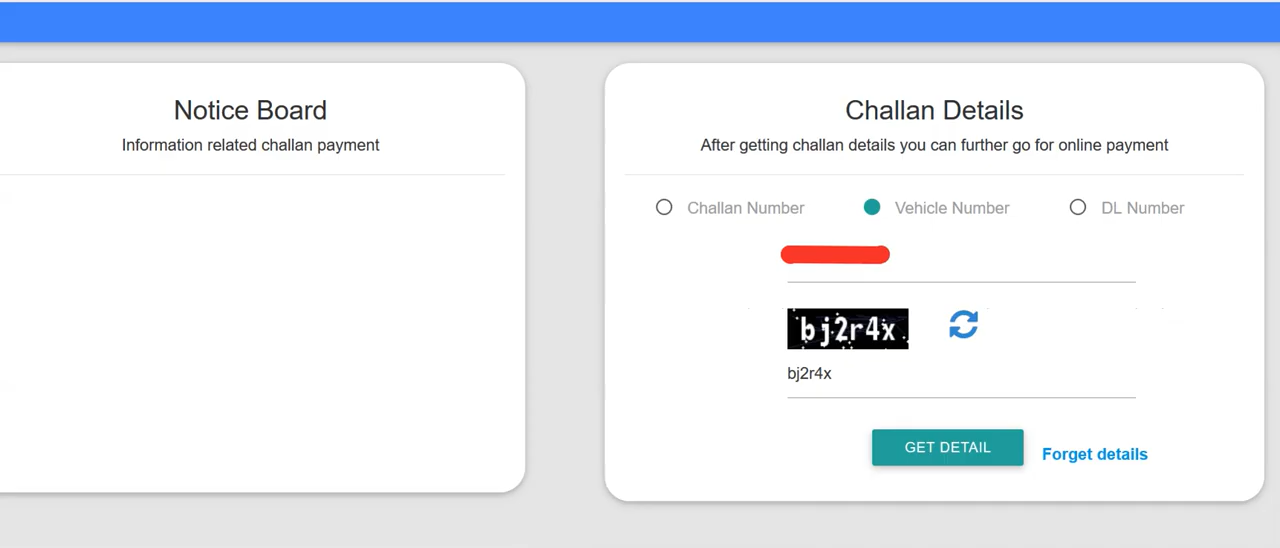 Notice Board
Information related challan payment
Challan Details
After getting challan details you can further go for online payment
Challan Number
Vehicle Number
DL Number
bj2r4x
bj2r4x
GET DETAIL
Forget details